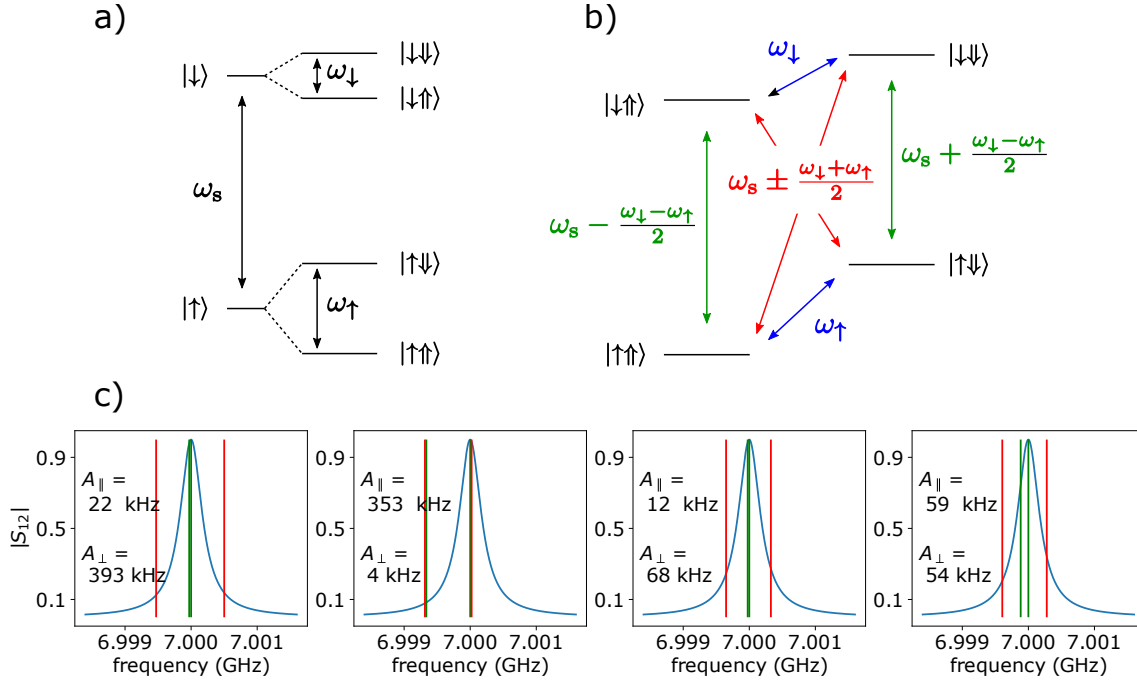 a)
|↓⟩
|↓⇓⟩
ω↓
|↓⇑⟩
ωs
|↑⟩
|↑⇓⟩
ω↑
|↑⇑⟩
b)
ω↓
|↓⇓⟩
|↓⇑⟩
ωs + (ω↓−ω↑)/2
ωs ± (ω↓+ω↑)/2
ωs − (ω↓−ω↑)/2
|↑⇓⟩
ω↑
|↑⇑⟩
c)
|S12|
0.9
0.5
0.1
A∥ =
22 kHz
A⊥ =
393 kHz
6.999 7.000 7.001
frequency (GHz)
0.9
0.5
0.1
A∥ =
353 kHz
A⊥ =
4 kHz
6.999 7.000 7.001
frequency (GHz)
0.9
0.5
0.1
A∥ =
12 kHz
A⊥ =
68 kHz
6.999 7.000 7.001
frequency (GHz)
0.9
0.5
0.1
A∥ =
59 kHz
A⊥ =
54 kHz
6.999 7.000 7.001
frequency (GHz)